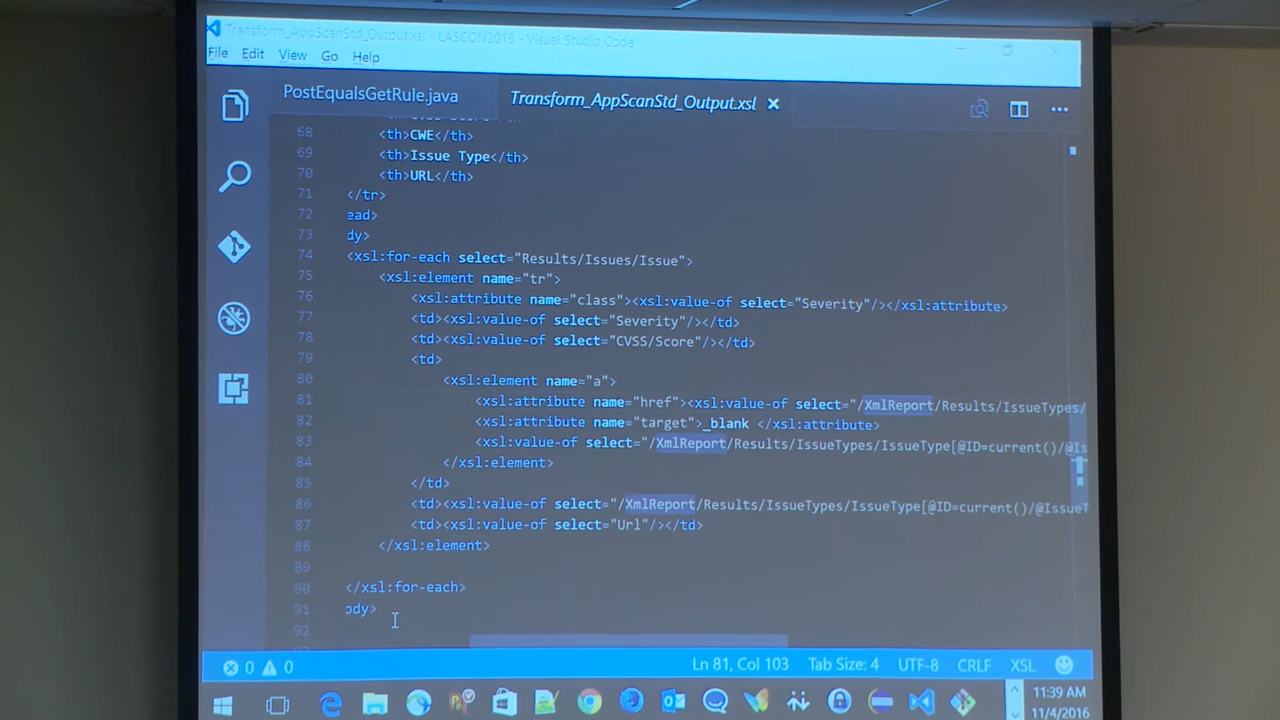 Transform_AppScanStd_Output.xsl - LASCON2016 - Visual Studio Code
File Edit View Go Help
PostEqualsGetRule.java Transform_AppScanStd_Output.xsl
68 <th>CWE</th>
69 <th>Issue Type</th>
70 <th>URL</th>
71 </tr>
72 ead>
73 dy>
74 <xsl:for-each select="Results/Issues/Issue">
75 <xsl:element name="tr">
76 <xsl:attribute name="class"><xsl:value-of select="Severity"/></xsl:attribute>
77 <td><xsl:value-of select="Severity"/></td>
78 <td><xsl:value-of select="CVSS/Score"/></td>
79 <td>
80 <xsl:element name="a">
81 <xsl:attribute name="href"><xsl:value-of select="/XmlReport/Results/IssueTypes/
82 <xsl:attribute name="target">_blank </xsl:attribute>
83 <xsl:value-of select="/XmlReport/Results/IssueTypes/IssueType[@ID=current()/@Is
84 </xsl:element>
85 </td>
86 <td><xsl:value-of select="/XmlReport/Results/IssueTypes/IssueType[@ID=current()/@IssueT
87 <td><xsl:value-of select="Url"/></td>
88 </xsl:element>
89
90 </xsl:for-each>
91 ody>
92
0 0 Ln 81, Col 103 Tab Size: 4 UTF-8 CRLF XSL
11:39 AM
11/4/2016